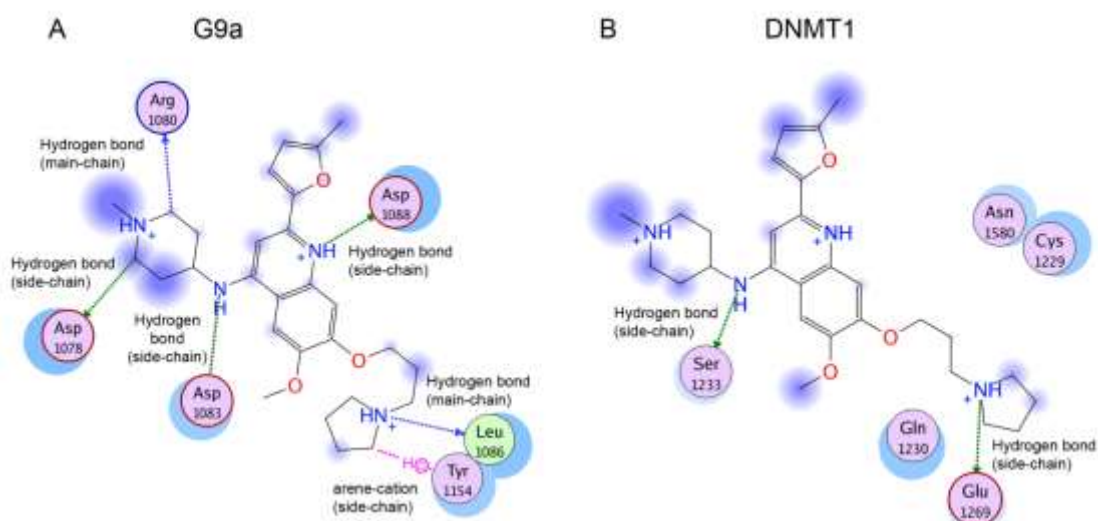 A
G9a
B
DNMT1
Arg
1080
Hydrogen bond
(main-chain)
HN
+
Hydrogen bond
(side-chain)
Asp
1078
Hydrogen
bond
(side-chain)
N
H
Asp
1083
O
NH
+
Asp
1088
Hydrogen bond
(side-chain)
O
O
Hydrogen bond
(main-chain)
HN
+
Leu
1086
H
Tyr
1154
arene-cation
(side-chain)
O
NH
+
NH
+
Asn
1580
Cys
1229
N
H
Hydrogen bond
(side-chain)
Ser
1233
O
O
NH
+
Gln
1230
Hydrogen bond
(side-chain)
Glu
1269